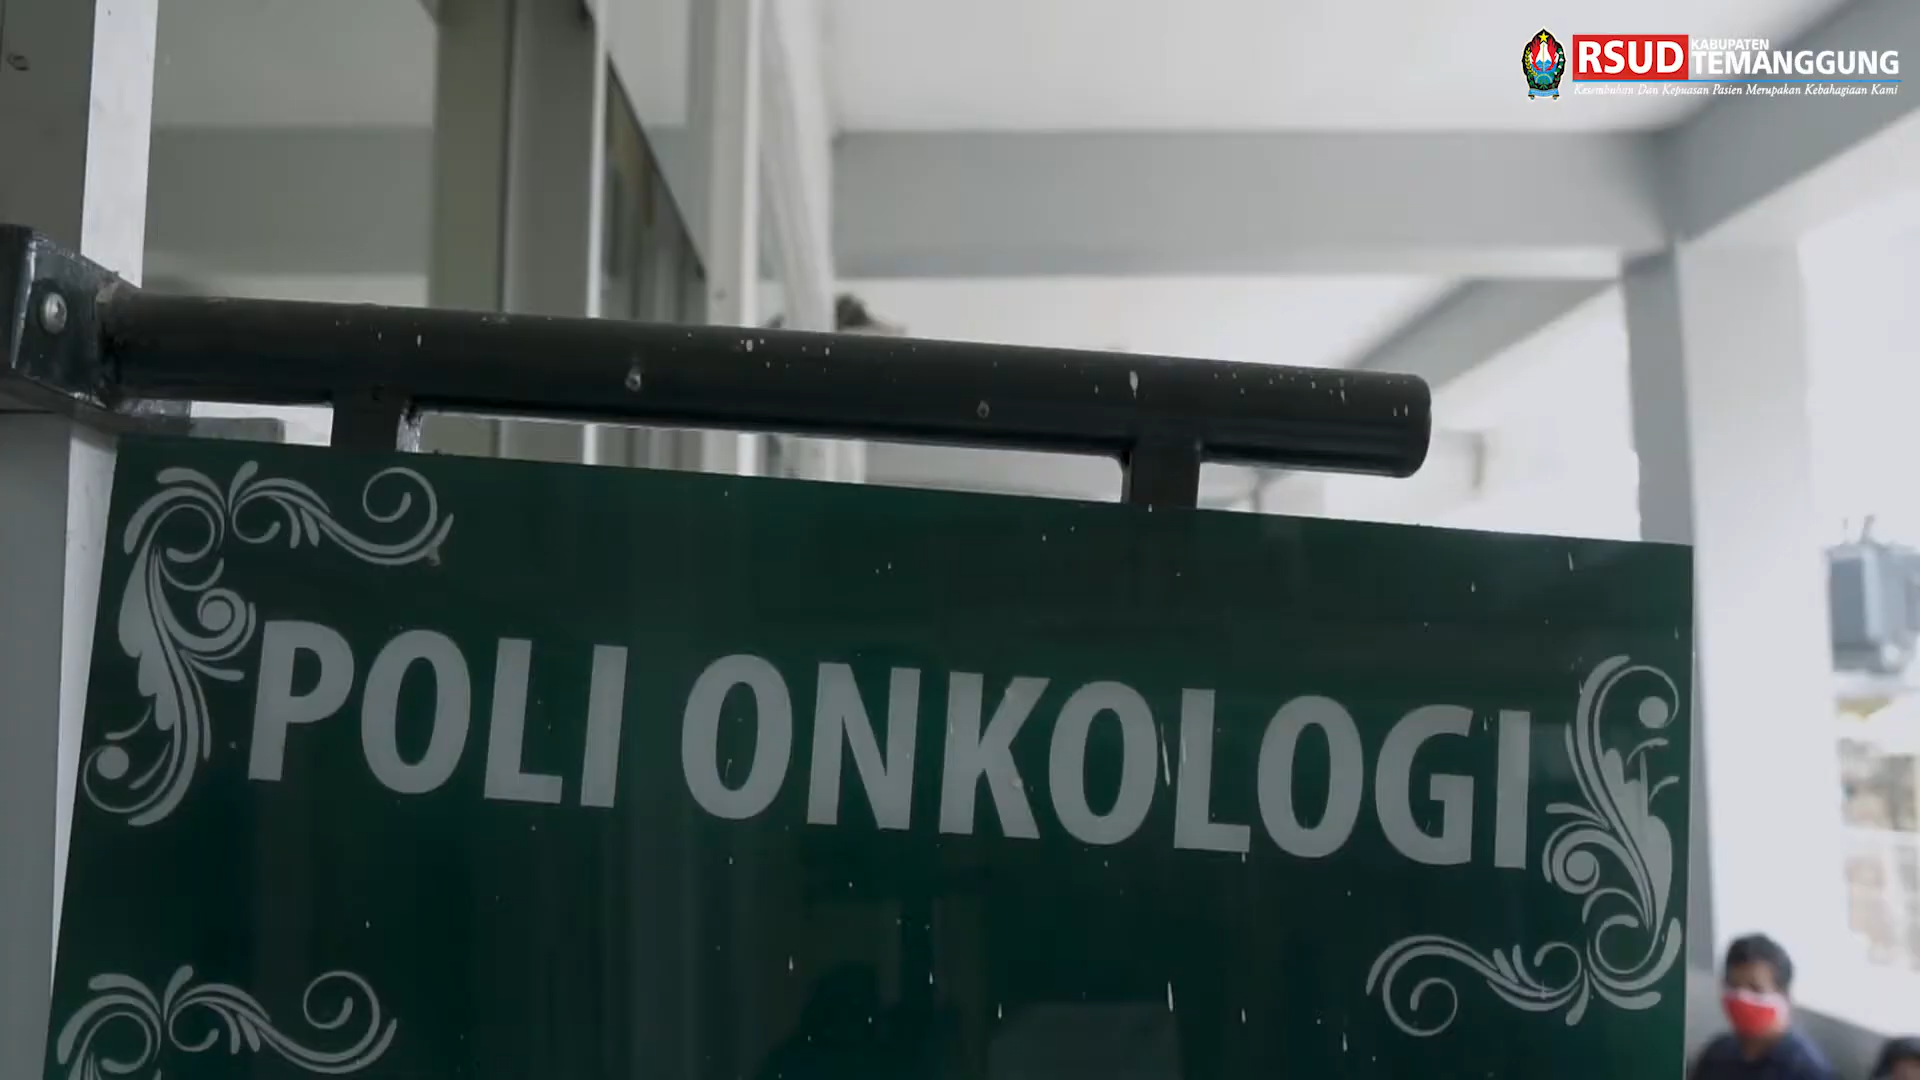 RSUD KABUPATEN TEMANGGUNG
Kesembuhan Dan Kepuasan Pasien Merupakan Kebahagiaan Kami
POLI ONKOLOGI